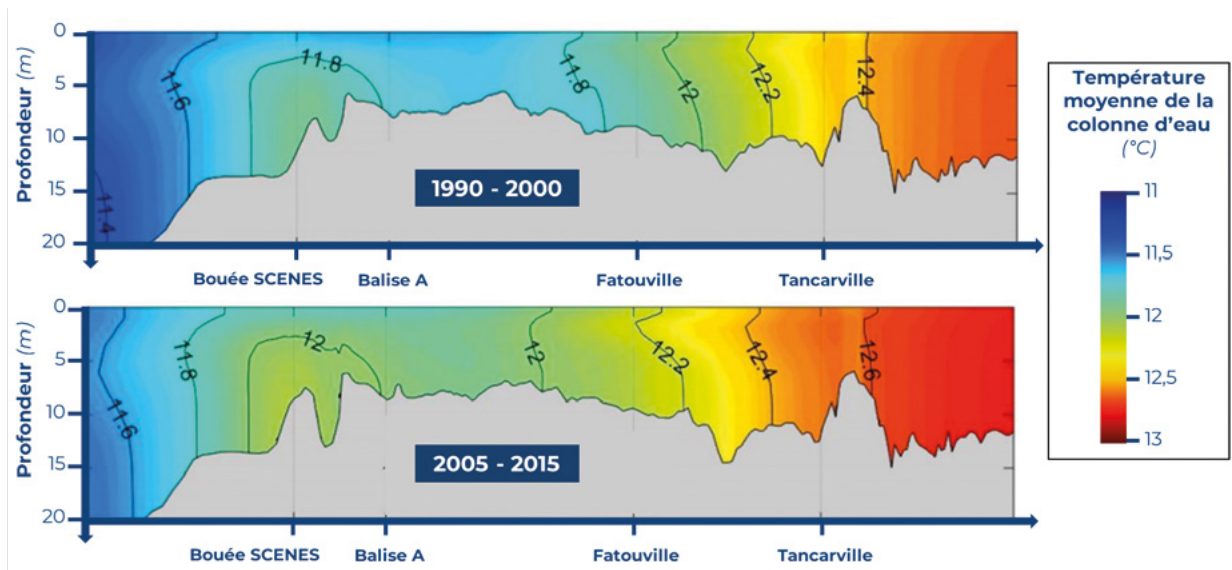 Profondeur (m)
0
5
10
15
20
11.4
11.6
11.8
11.8
12
12.2
12.4
1990 - 2000
Bouée SCENES
Balise A
Fatouville
Tancarville
Profondeur (m)
0
5
10
15
20
11.6
11.8
12
12
12.2
12.4
12.6
2005 - 2015
Bouée SCENES
Balise A
Fatouville
Tancarville
Température
moyenne de la
colonne d'eau
(°C)
11
11,5
12
12,5
13